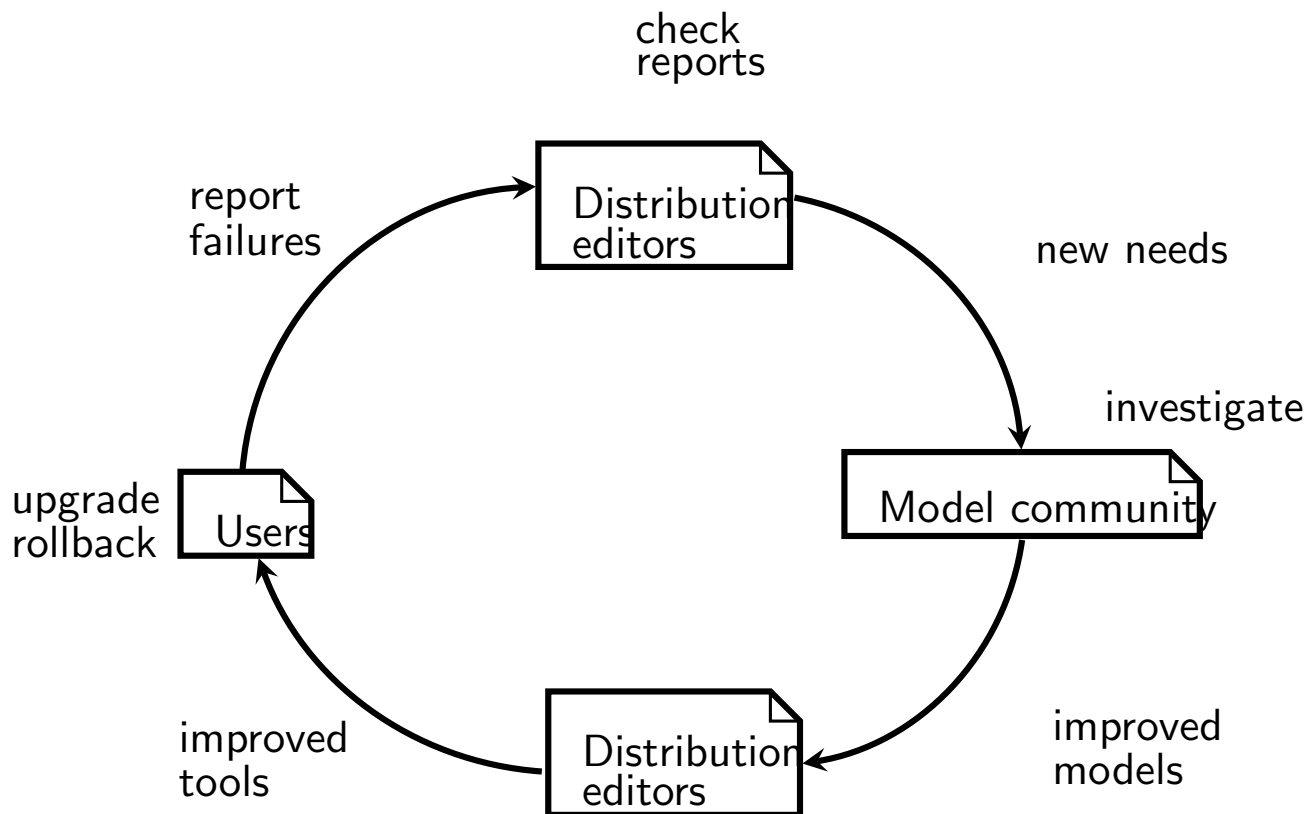 check
reports
report
failures
Distribution
editors
new needs
investigate
upgrade
rollback
Users
Model community
improved
tools
Distribution
editors
improved
models